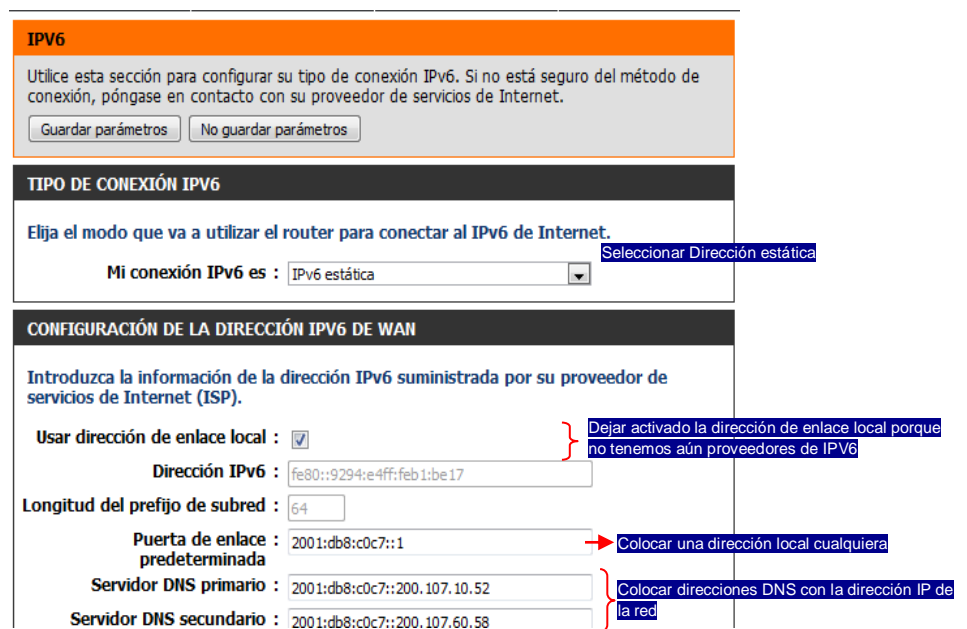 IPV6
Utilice esta sección para configurar su tipo de conexión IPv6. Si no está seguro del método de
conexión, póngase en contacto con su proveedor de servicios de Internet.
Guardar parámetros No guardar parámetros
TIPO DE CONEXIÓN IPV6
Elija el modo que va a utilizar el router para conectar al IPv6 de Internet.
Seleccionar Dirección estática
Mi conexión IPv6 es : IPv6 estática
CONFIGURACIÓN DE LA DIRECCIÓN IPV6 DE WAN
Introduzca la información de la dirección IPv6 suministrada por su proveedor de
servicios de Internet (ISP).
Usar dirección de enlace local :
Dejar activado la dirección de enlace local porque
no tenemos aún proveedores de IPV6
Dirección IPv6 : fe80::9294:e4ff:feb1:be17
Longitud del prefijo de subred : 64
Puerta de enlace : 2001:db8:c0c7::1
predeterminada
Colocar una dirección local cualquiera
Servidor DNS primario : 2001:db8:c0c7::200.107.10.52
Colocar direcciones DNS con la dirección IP de
la red
Servidor DNS secundario : 2001:db8:c0c7::200.107.60.58